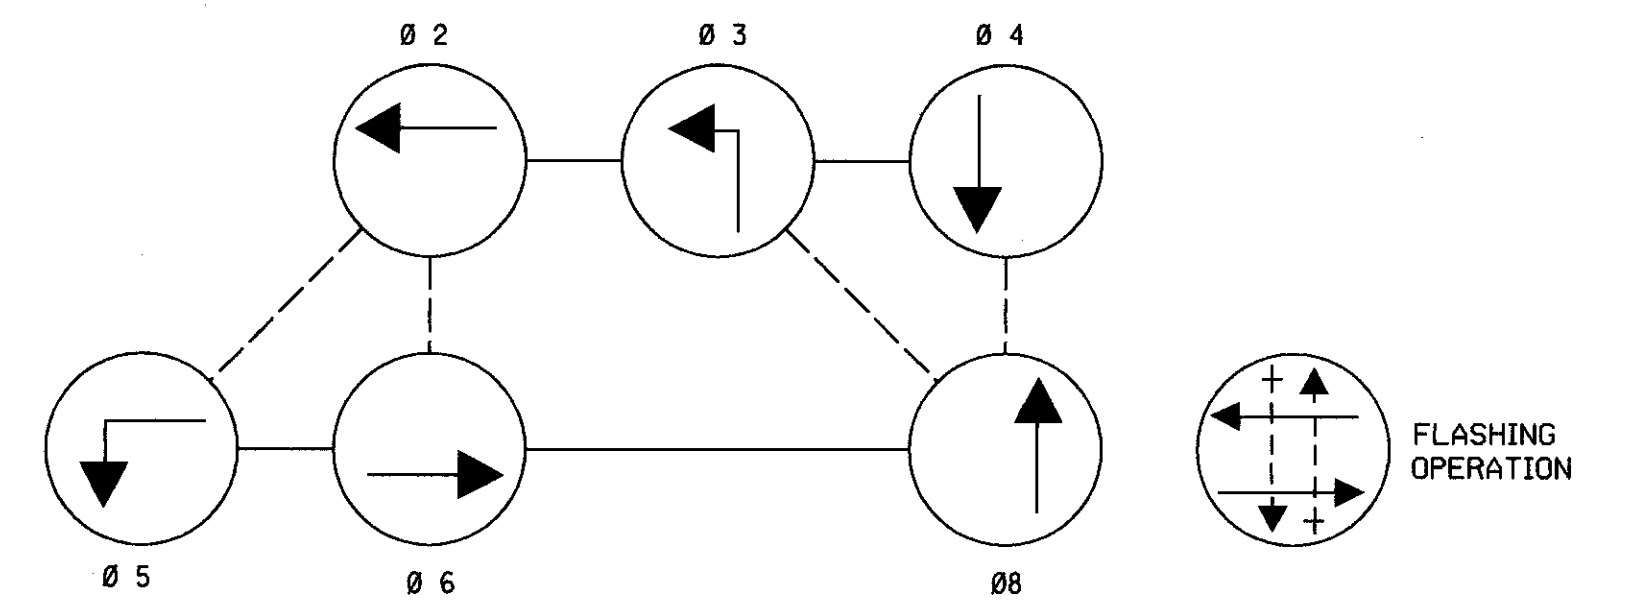 Ø 2
Ø 3
Ø 4
FLASHING
OPERATION
Ø 5
Ø 6
Ø8